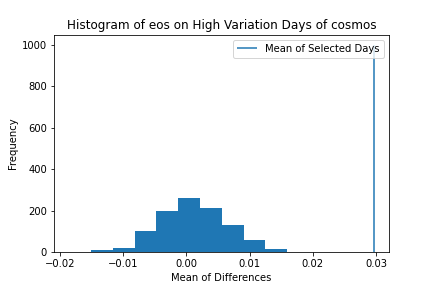 Histogram of eos on High Variation Days of cosmos
Mean of Selected Days
Frequency
1000
800
600
400
200
0
−0.02 −0.01 0.00 0.01 0.02 0.03
Mean of Differences